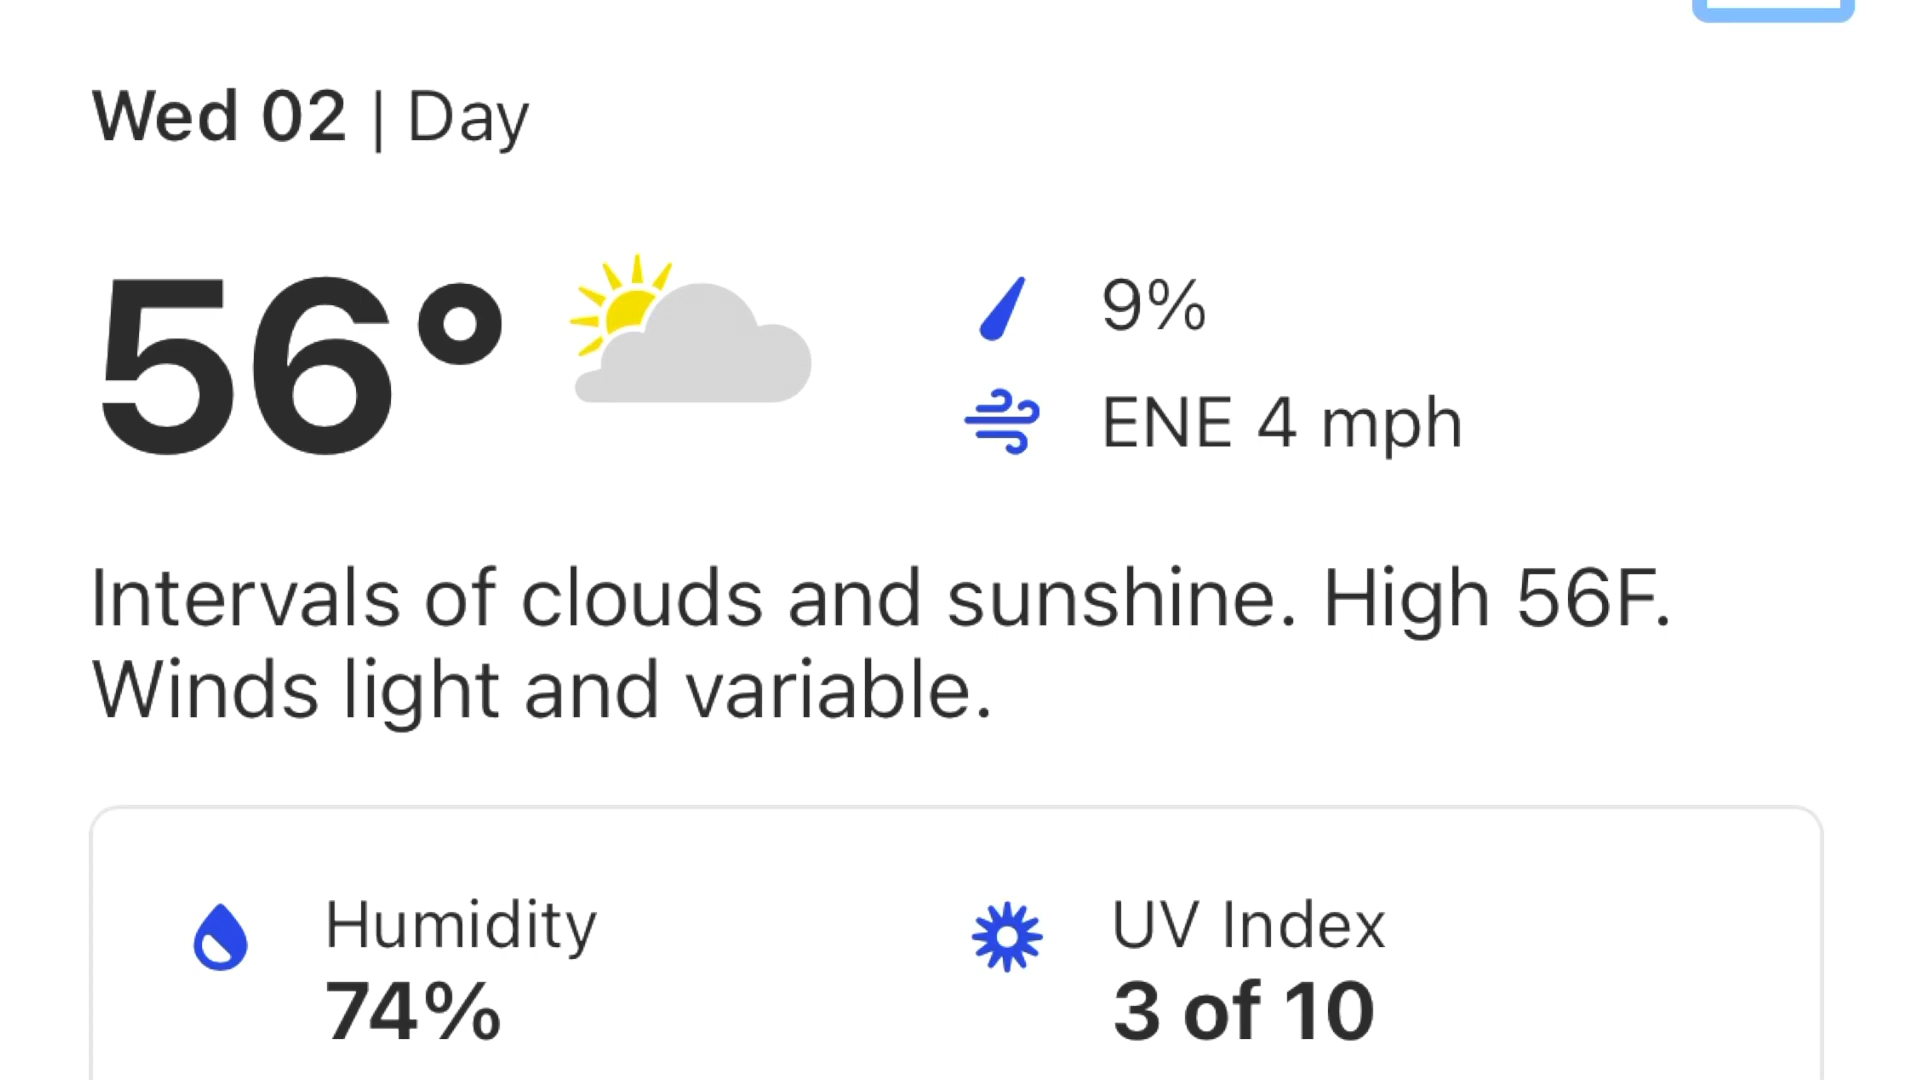 Wed 02 | Day
56°
9%
ENE 4 mph
Intervals of clouds and sunshine. High 56F.
Winds light and variable.
Humidity
74%
UV Index
3 of 10